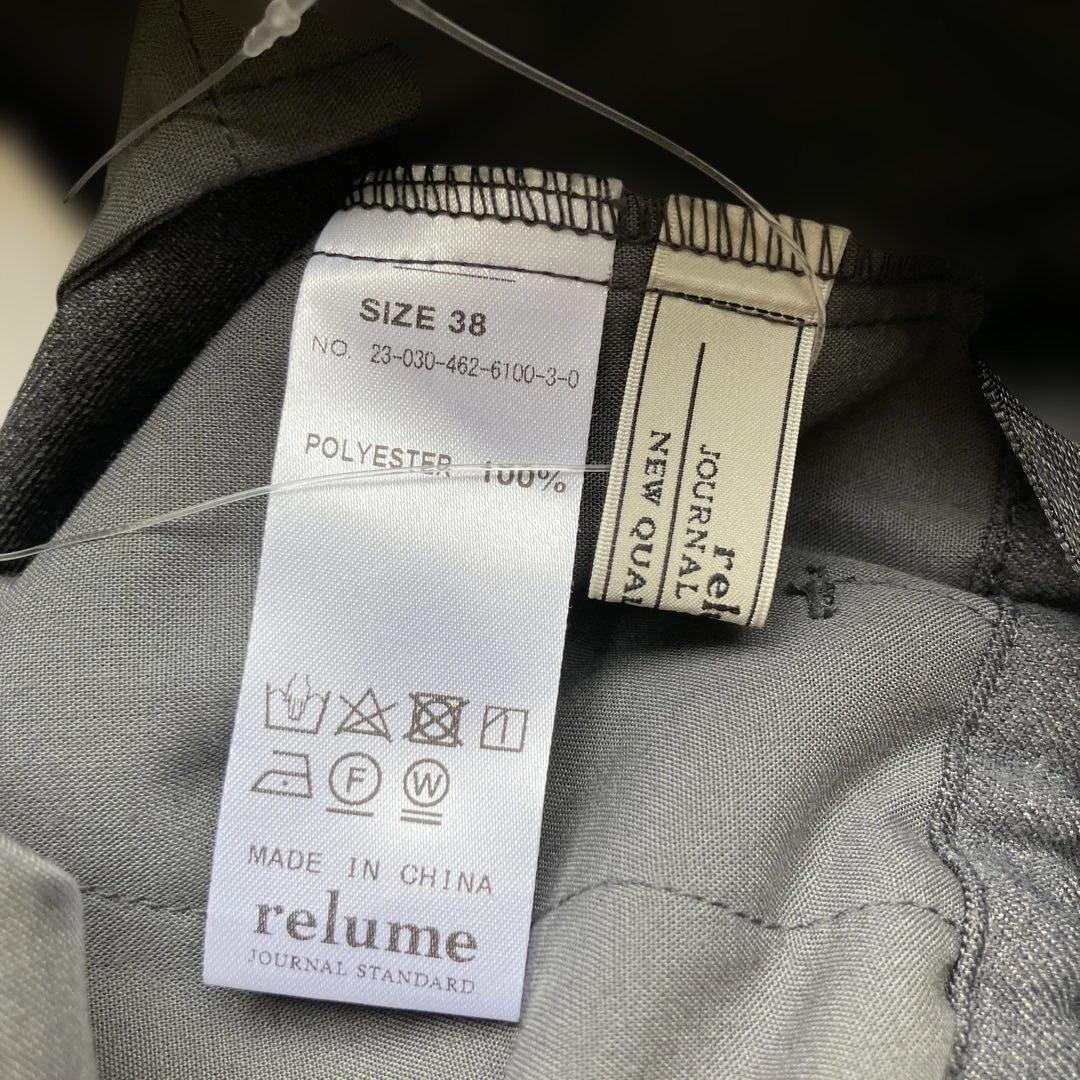 SIZE 38
NO. 23-030-462-6100-3-0
POLYESTER 100%
F W
MADE IN CHINA
relume
JOURNAL STANDARD
JOURNAL
NEW